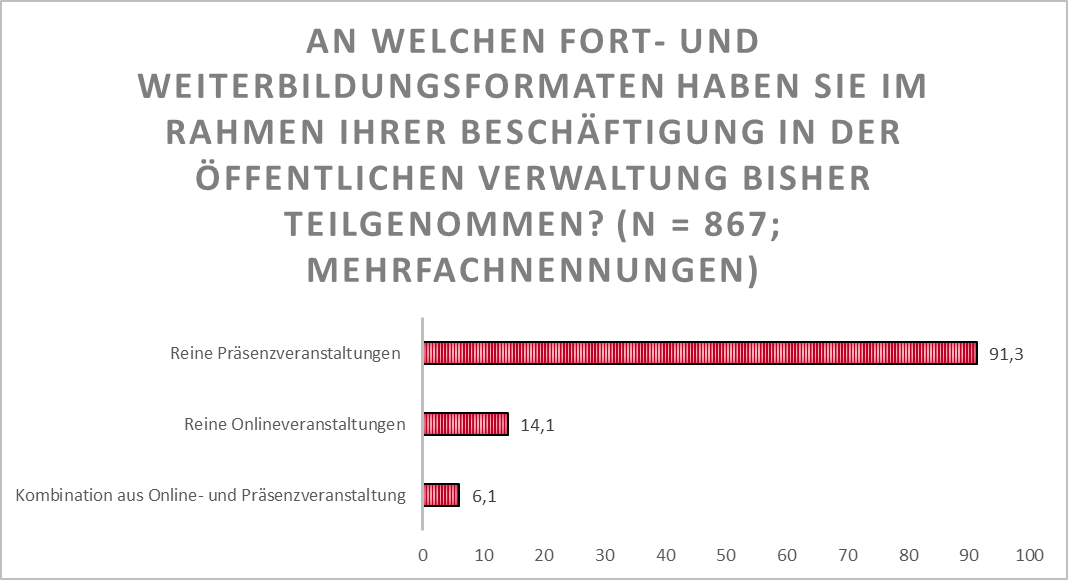 AN WELCHEN FORT- UND
WEITERBILDUNGSFORMATEN HABEN SIE IM
RAHMEN IHRER BESCHÄFTIGUNG IN DER
ÖFFENTLICHEN VERWALTUNG BISHER
TEILGENOMMEN? (N = 867;
MEHRFACHNENNUNGEN)
Reine Präsenzveranstaltungen 91,3
Reine Onlineveranstaltungen 14,1
Kombination aus Online- und Präsenzveranstaltung 6,1
0 10 20 30 40 50 60 70 80 90 100